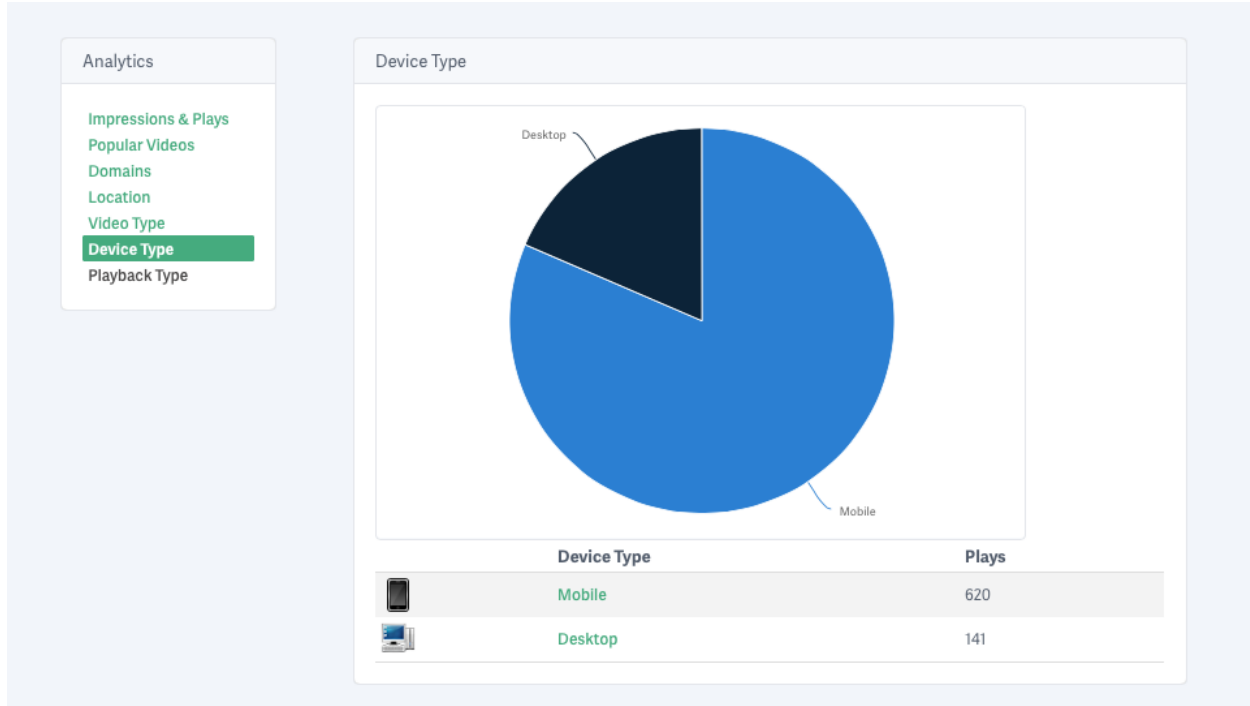 Analytics
Impressions & Plays
Popular Videos
Domains
Location
Video Type
Device Type
Playback Type
Device Type
Desktop
Mobile
Device Type Plays
Mobile 620
Desktop 141